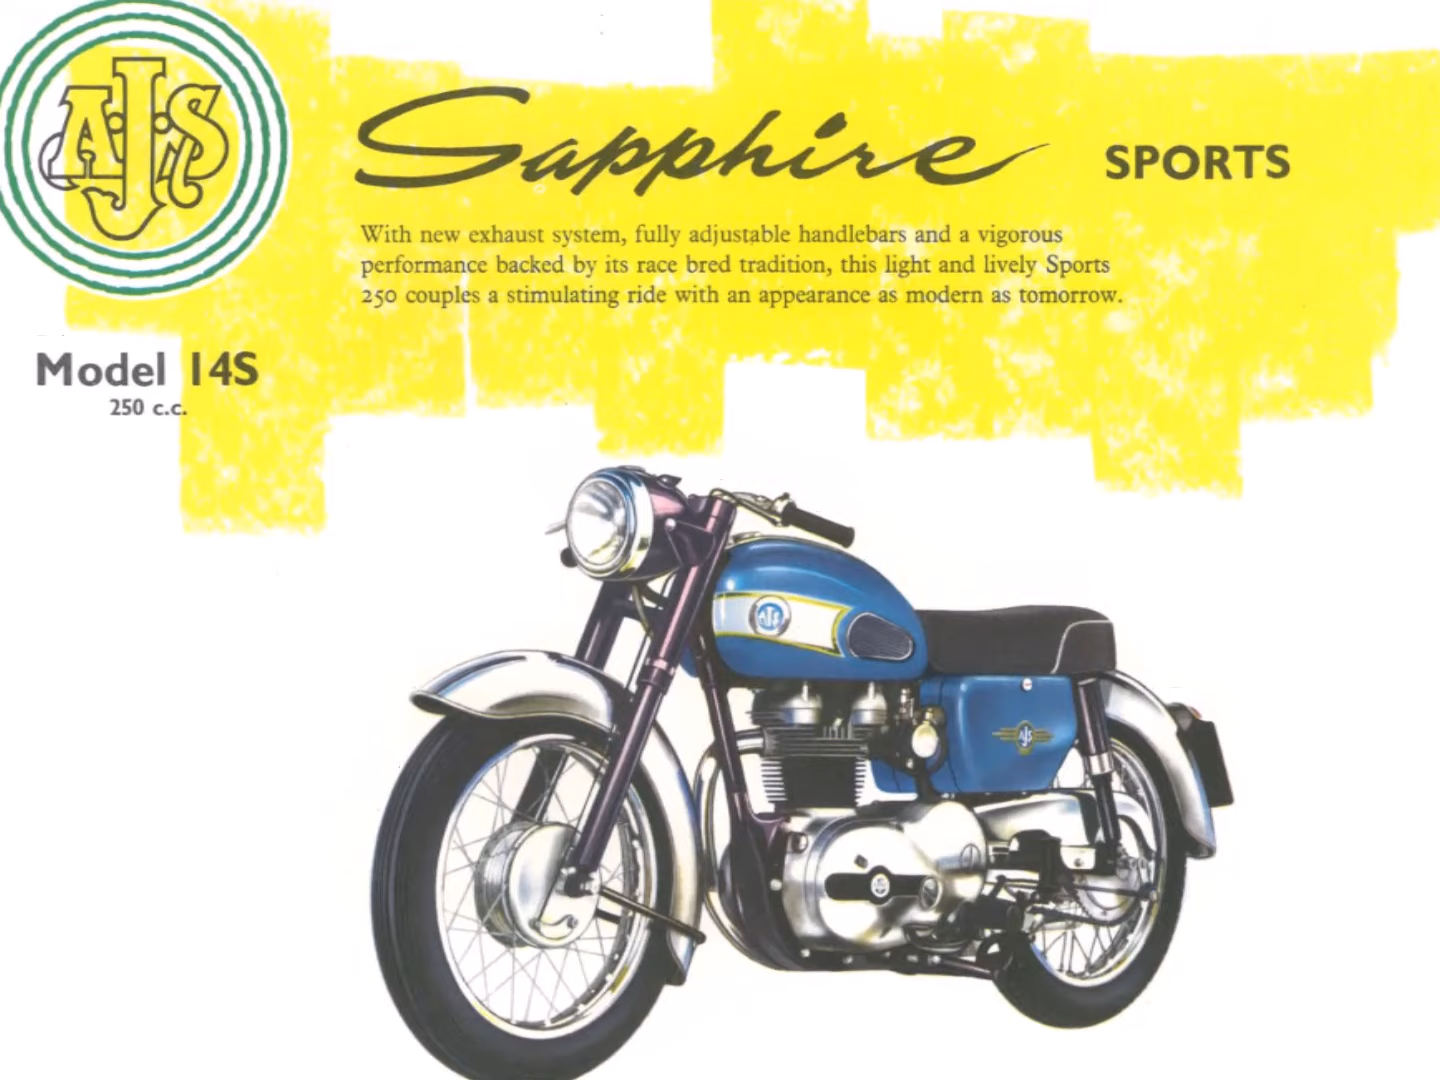 AJS
Sapphire SPORTS
With new exhaust system, fully adjustable handlebars and a vigorous
performance backed by its race bred tradition, this light and lively Sports
250 couples a stimulating ride with an appearance as modern as tomorrow.
Model 14S
250 c.c.
AJS
AJS